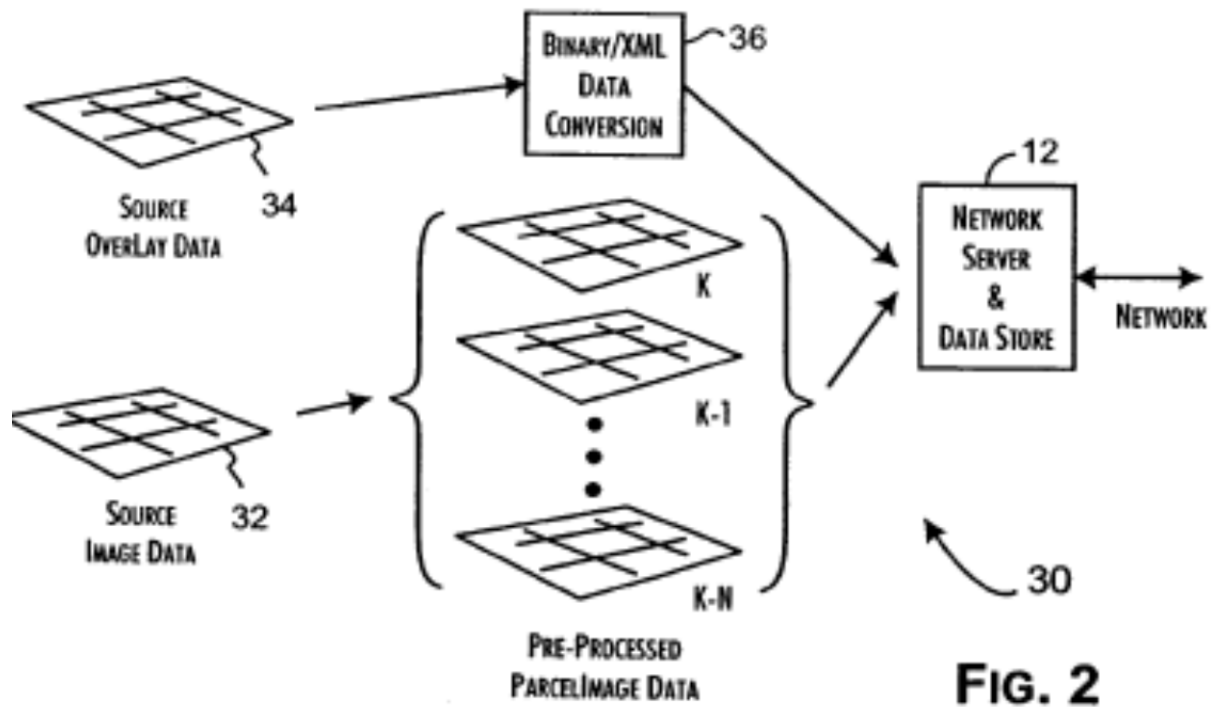 BINARY/XML
DATA
CONVERSION
36
SOURCE
OVERLAY DATA
34
12
NETWORK
SERVER
&
DATA STORE
NETWORK
K
K-1
K-N
SOURCE
IMAGE DATA
32
PRE-PROCESSED
PARCELIMAGE DATA
30
FIG. 2